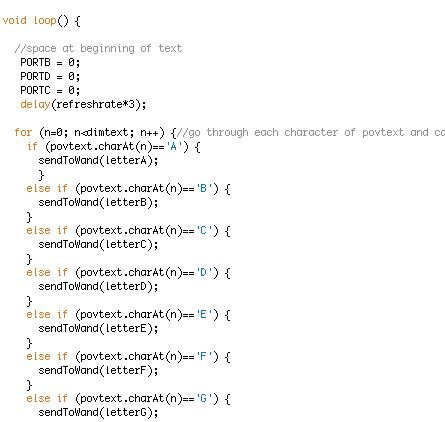 void loop() {
//space at beginning of text
PORTB = 0;
PORTD = 0;
PORTC = 0;
delay(refreshrate*3);
for (n=0; n<dimtext; n++) {//go through each character of povtext and
if (povtext.charAt(n)=='A') {
sendToWand(letterA);
}
else if (povtext.charAt(n)=='B') {
sendToWand(letterB);
}
else if (povtext.charAt(n)=='C') {
sendToWand(letterC);
}
else if (povtext.charAt(n)=='D') {
sendToWand(letterD);
}
else if (povtext.charAt(n)=='E') {
sendToWand(letterE);
}
else if (povtext.charAt(n)=='F') {
sendToWand(letterF);
}
else if (povtext.charAt(n)=='G') {
sendToWand(letterG);